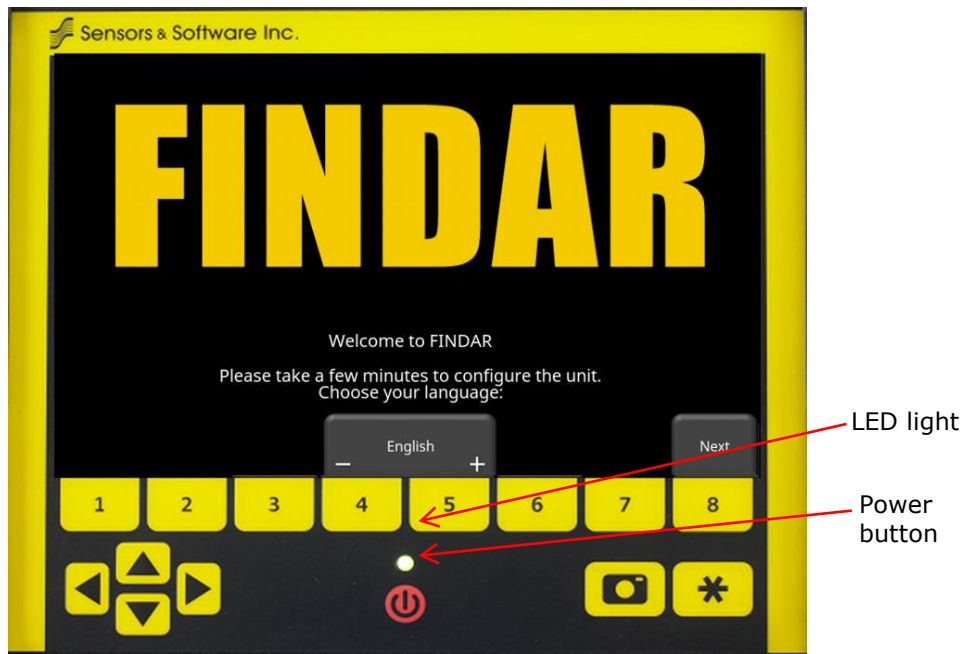 Sensors & Software Inc.
FINDAR
Welcome to FINDAR
Please take a few minutes to configure the unit.
Choose your language:
English
− +
Next
1 2 3 4 5 6 7 8
LED light
Power
button